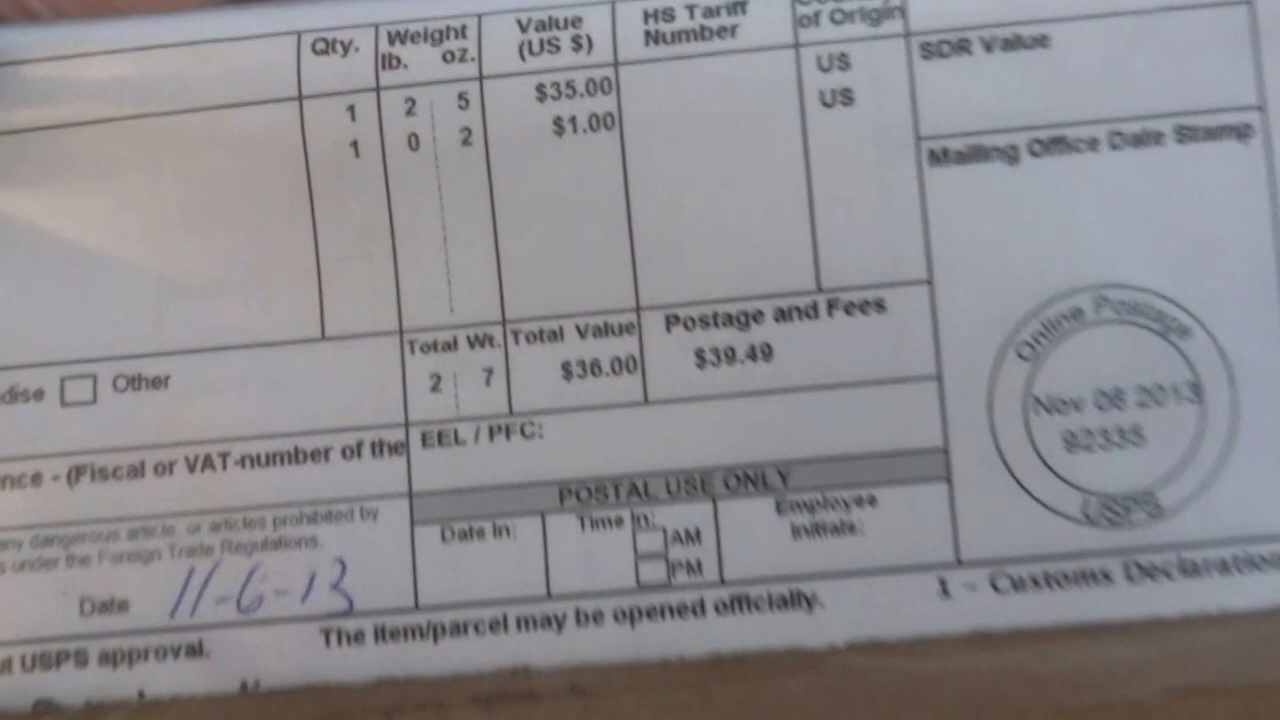 Qty. Weight Value HS Tariff
lb. oz. (US $) Number of Origin
1 2 5 $35.00 US
1 0 2 $1.00 US
SDR Value
Mailing Office Date Stamp
Online Postage
Nov 06 2013
92335
USPS
Total Wt. Total Value Postage and Fees
2 7 $36.00 $39.49
dise Other
EEL / PFC:
nce - (Fiscal or VAT-number of the
POSTAL USE ONLY
Date In: Time In: Employee
Initials:
AM
PM
any dangerous article, or articles prohibited by
s under the Foreign Trade Regulations.
Date 11-6-13
1 - Customs Declaration
The item/parcel may be opened officially.
USPS approval.